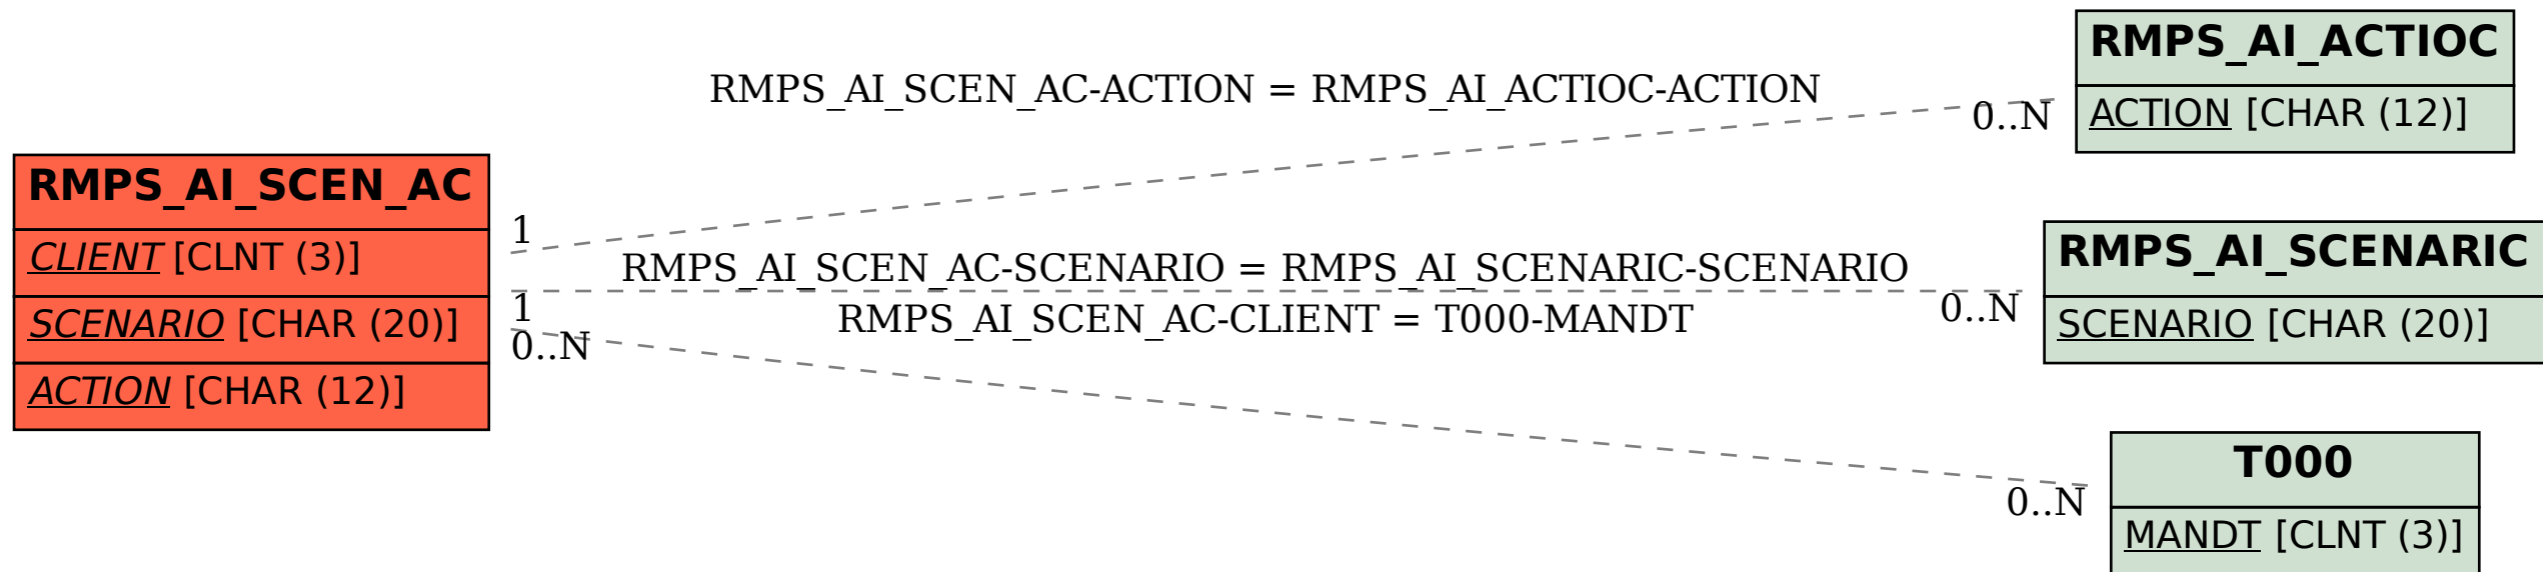 RMPS_AI_SCEN_AC
CLIENT [CLNT (3)]
SCENARIO [CHAR (20)]
ACTION [CHAR (12)]
RMPS_AI_SCEN_AC-ACTION = RMPS_AI_ACTIOC-ACTION
1
0..N
RMPS_AI_SCEN_AC-SCENARIO = RMPS_AI_SCENARIC-SCENARIO
1
0..N
RMPS_AI_SCEN_AC-CLIENT = T000-MANDT
0..N
0..N
RMPS_AI_ACTIOC
ACTION [CHAR (12)]
RMPS_AI_SCENARIC
SCENARIO [CHAR (20)]
T000
MANDT [CLNT (3)]